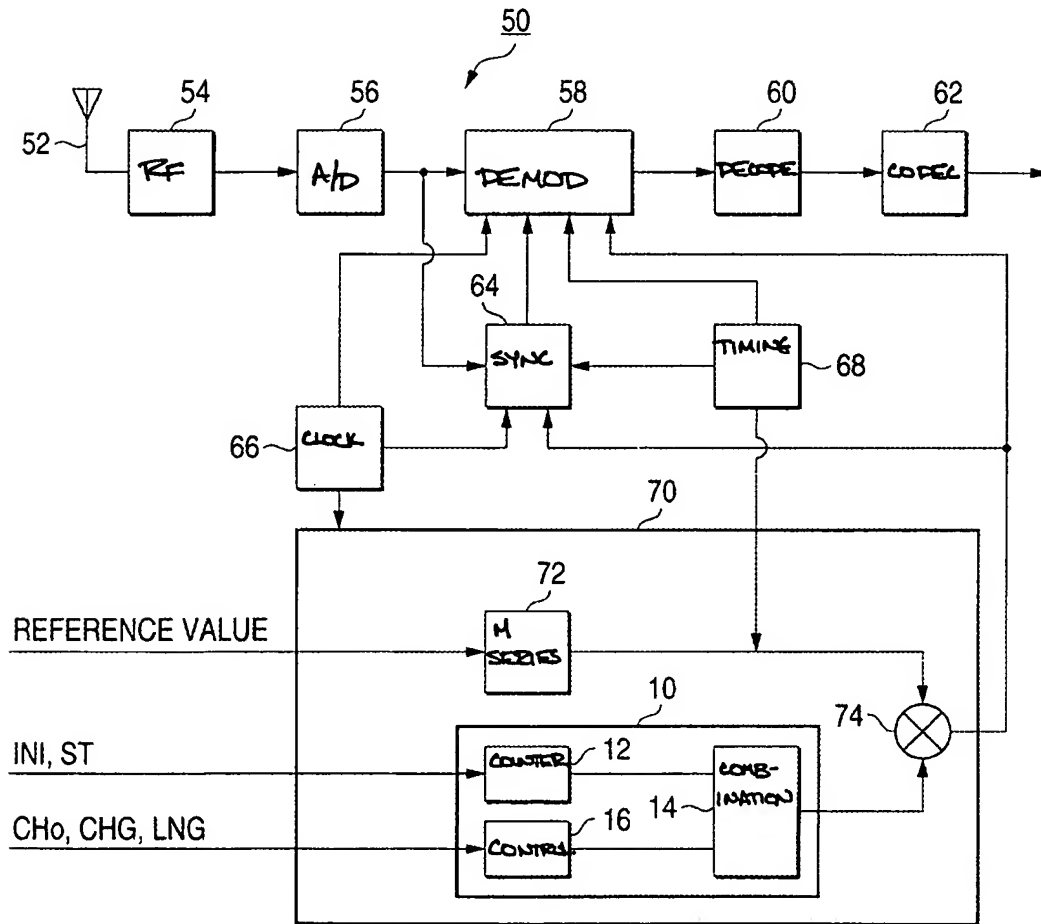 50
54
56
58
60
62
52
RF
A/D
DEMOD
DECODE
CODEC
64
SYNC
TIMING
68
66
CLOCK
70
72
REFERENCE VALUE
M
SERIES
10
74
INI, ST
COUNTER
12
COMB-
INATION
14
CHo, CHG, LNG
CONTRL.
16